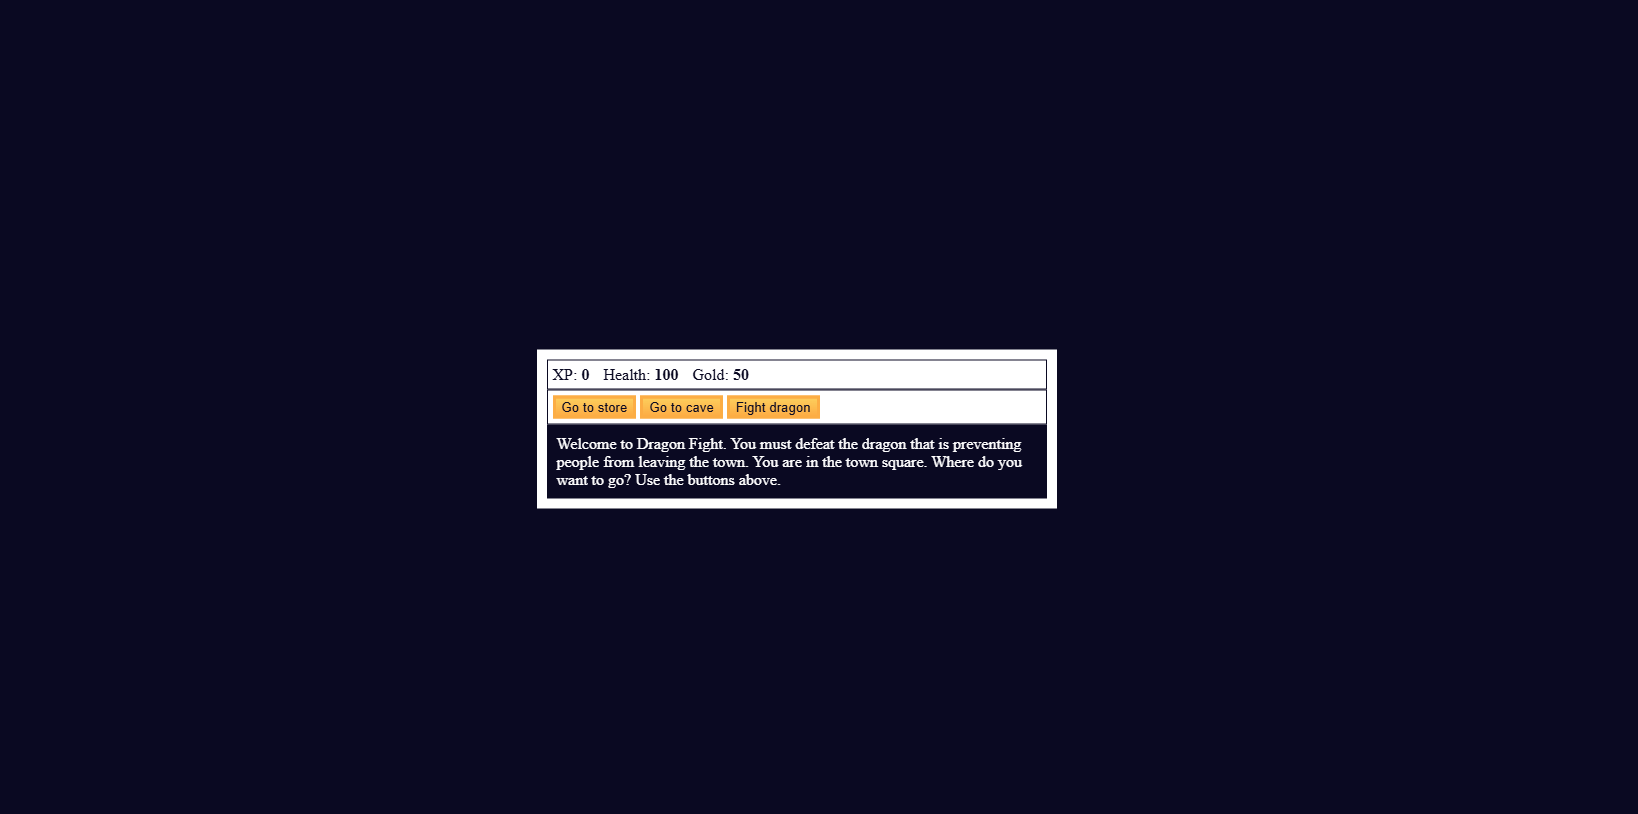 XP: 0 Health: 100 Gold: 50
Go to store Go to cave Fight dragon
Welcome to Dragon Fight. You must defeat the dragon that is preventing
people from leaving the town. You are in the town square. Where do you
want to go? Use the buttons above.